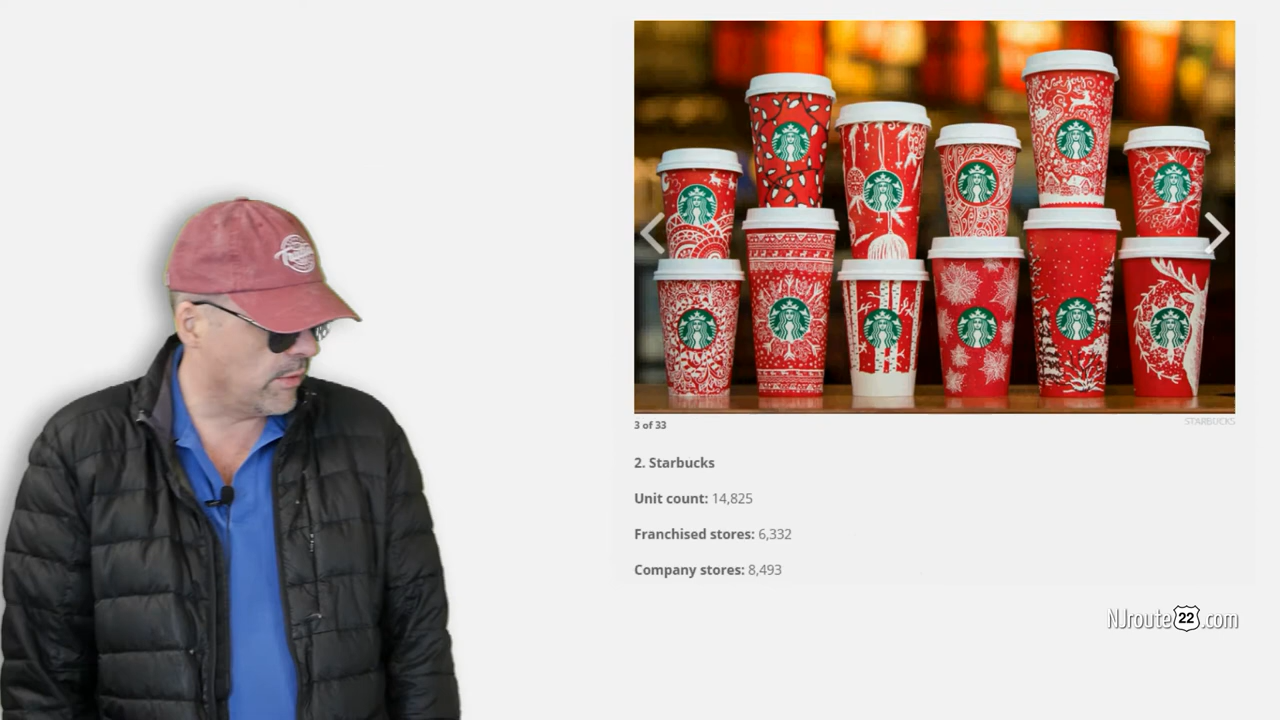 3 of 33
STARBUCKS
2. Starbucks
Unit count: 14,825
Franchised stores: 6,332
Company stores: 8,493
NJroute22.com